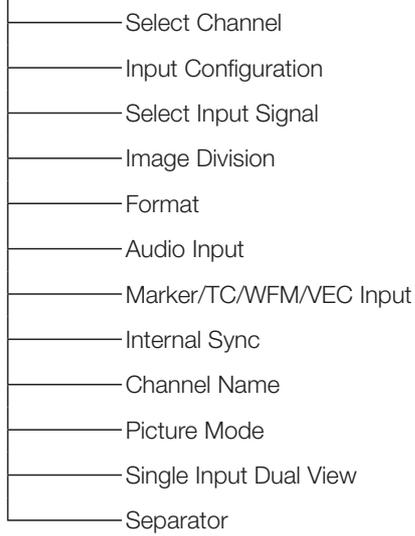 Select Channel
Input Configuration
Select Input Signal
Image Division
Format
Audio Input
Marker/TC/WFM/VEC Input
Internal Sync
Channel Name
Picture Mode
Single Input Dual View
Separator